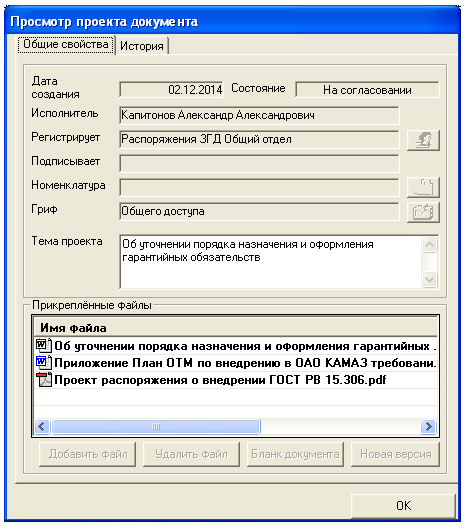 Просмотр проекта документа
Общие свойства История
Дата создания 02.12.2014 Состояние На согласовании
Исполнитель Капитонов Александр Александрович
Регистрирует Распоряжения ЗГД Общий отдел
Подписывает
Номенклатура
Гриф Общего доступа
Тема проекта Об уточнении порядка назначения и оформления
гарантийных обязательств
Прикреплённые файлы
Имя файла
Об уточнении порядка назначения и оформления гарантийных .
Приложение План ОТМ по внедрению в ОАО КАМАЗ требовани.
Проект распоряжения о внедрении ГОСТ РВ 15.306.pdf
Добавить файл Удалить файл Бланк документа Новая версия
OK